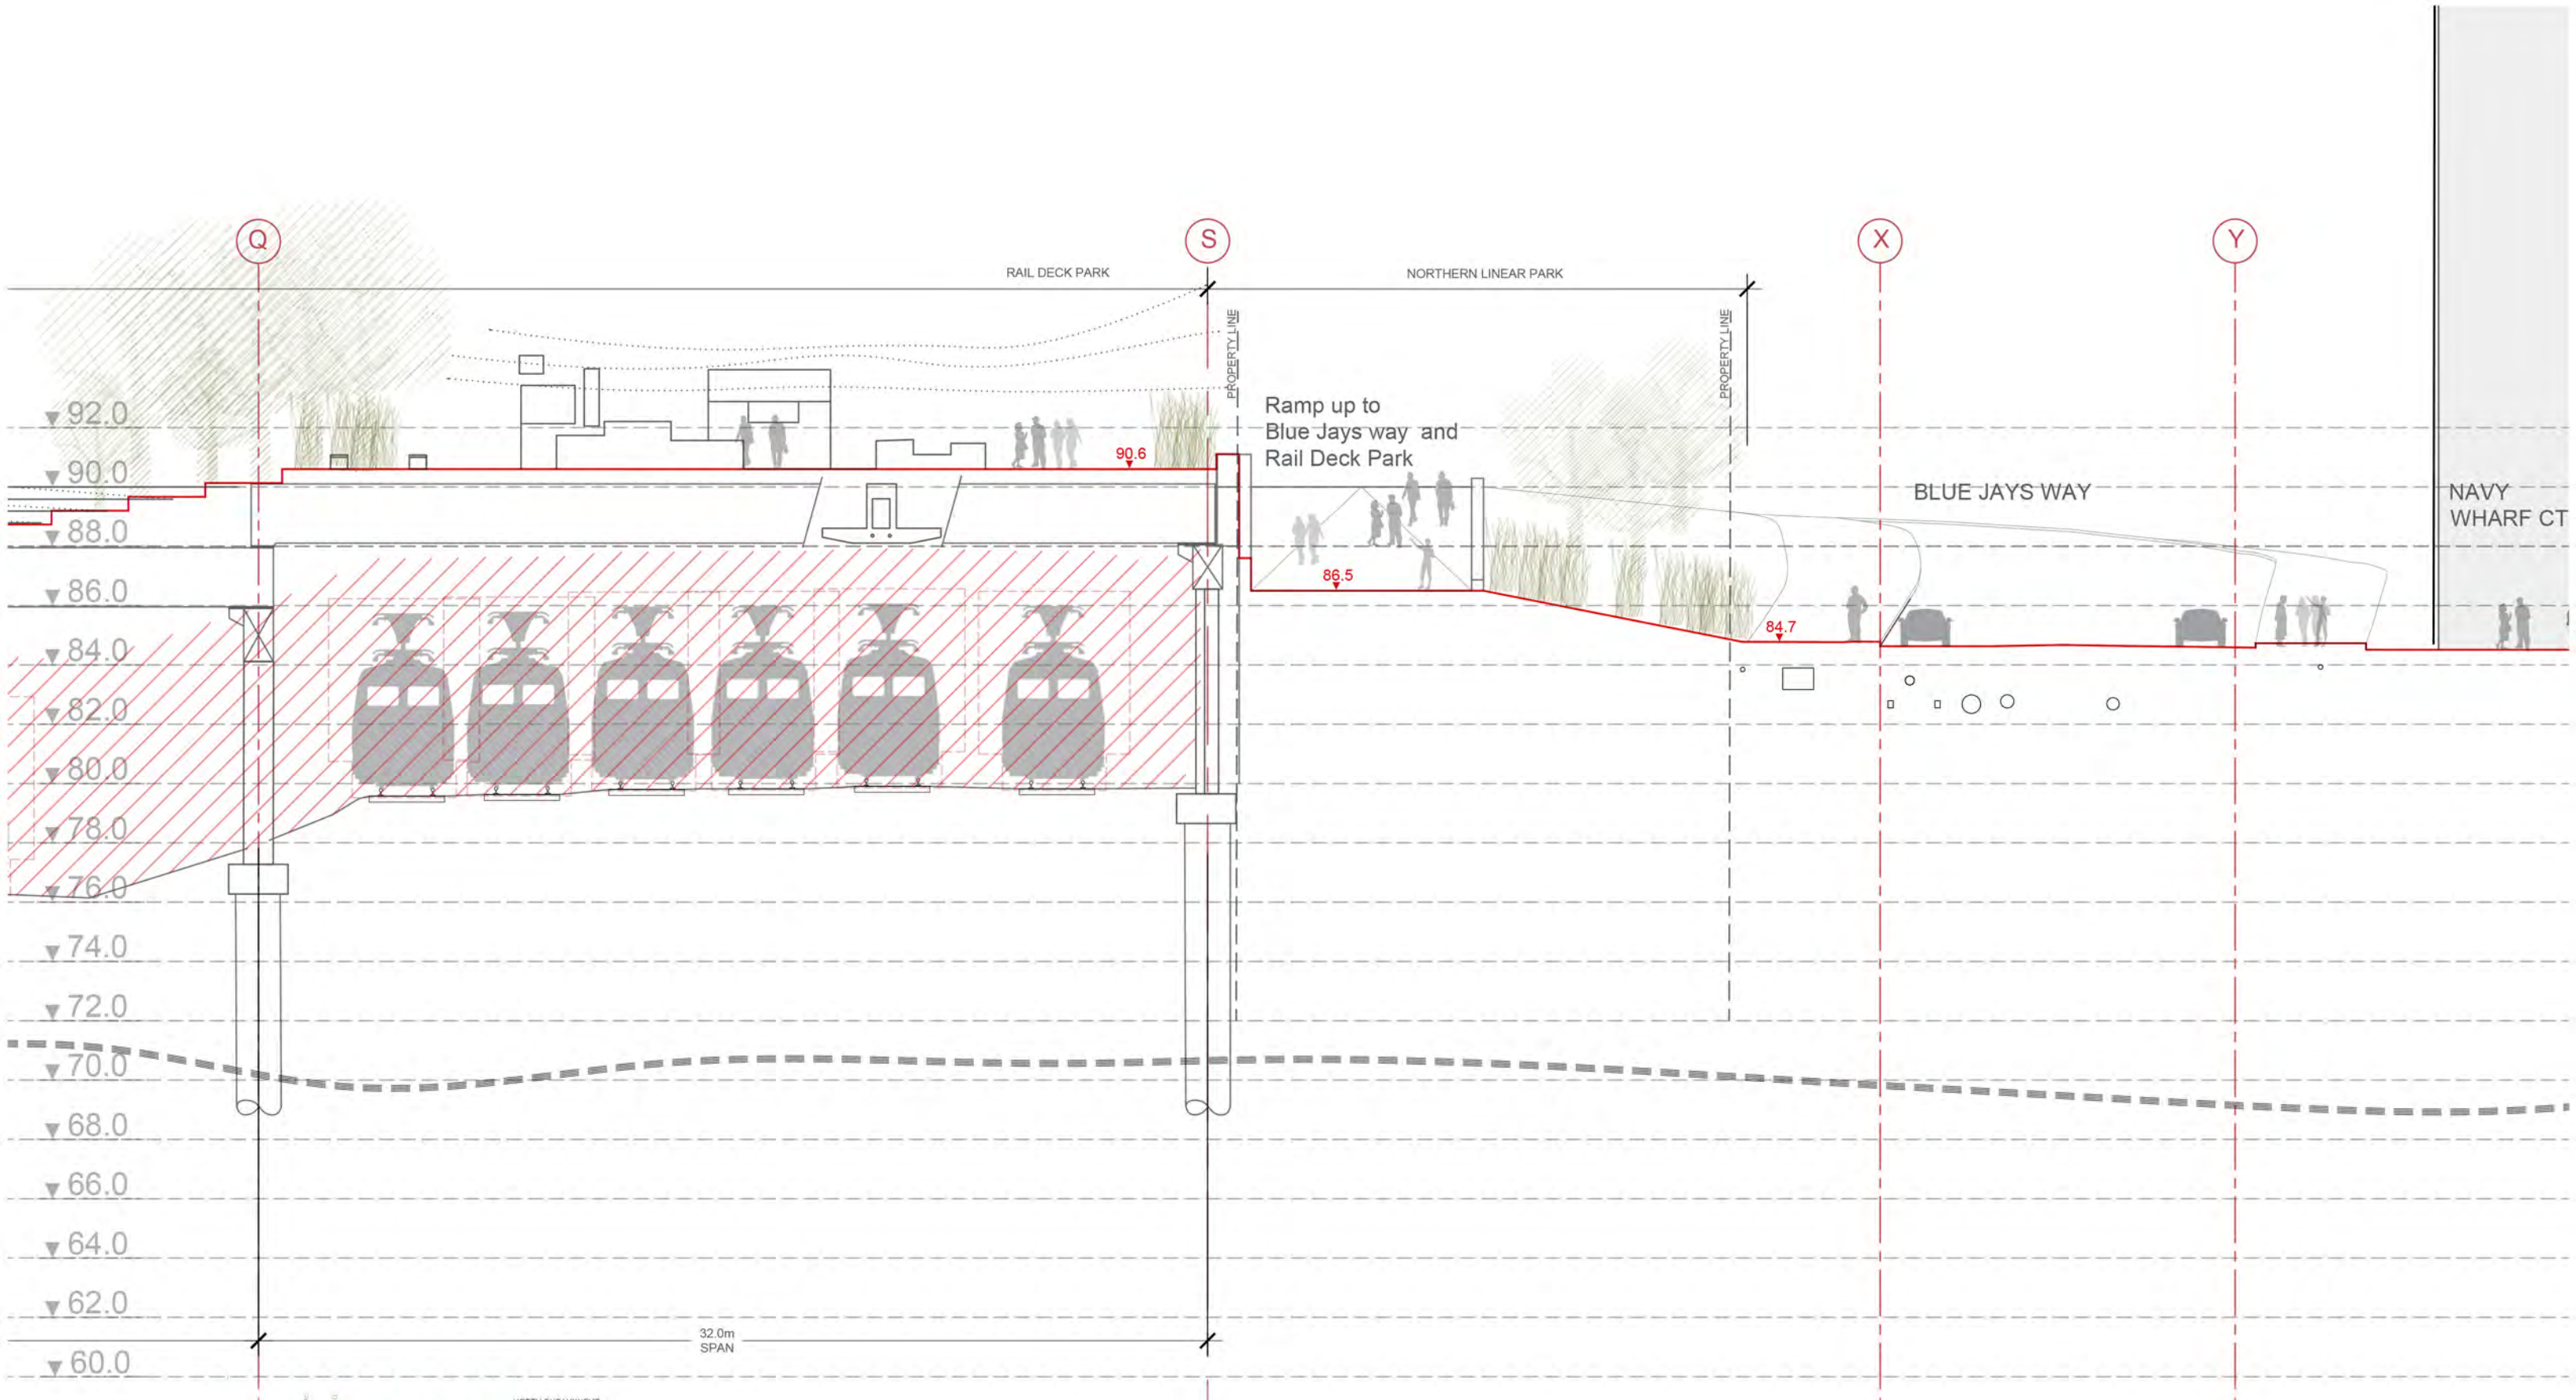 Q
S
X
Y
RAIL DECK PARK
NORTHERN LINEAR PARK
PROPERTY LINE
PROPERTY LINE
Ramp up to
Blue Jays way and
Rail Deck Park
92.0
90.6
90.0
BLUE JAYS WAY
NAVY
WHARF CT
88.0
86.5
86.0
84.7
84.0
82.0
80.0
78.0
76.0
74.0
72.0
70.0
68.0
66.0
64.0
62.0
32.0m
SPAN
60.0